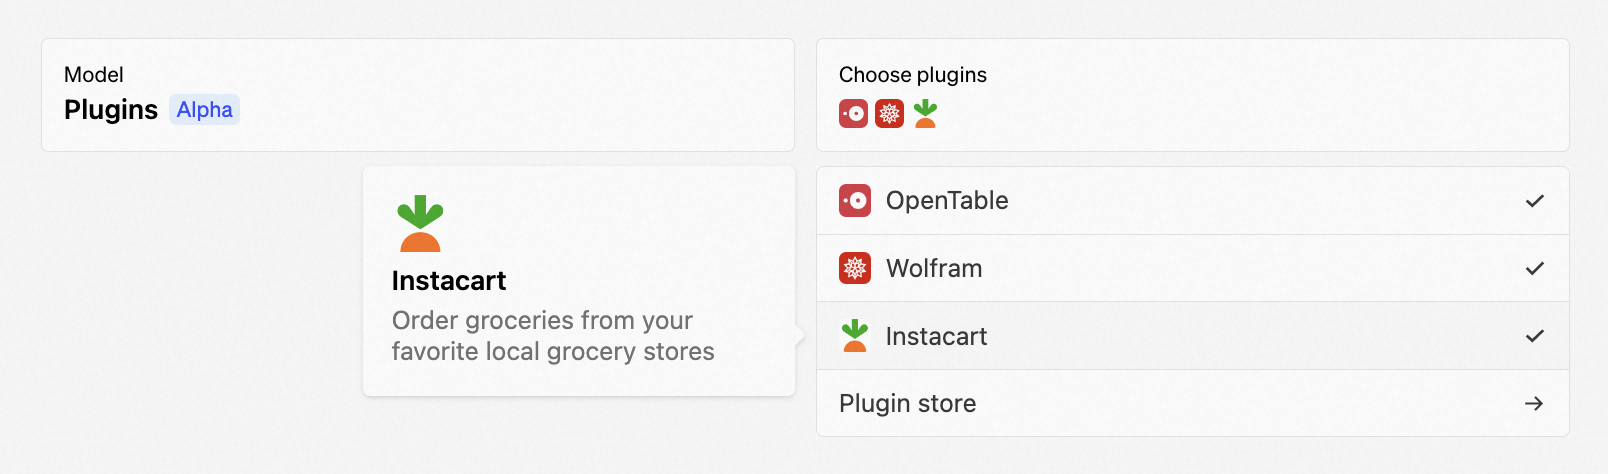 Model
Plugins Alpha
Choose plugins
Instacart
Order groceries from your
favorite local grocery stores
OpenTable
Wolfram
Instacart
Plugin store